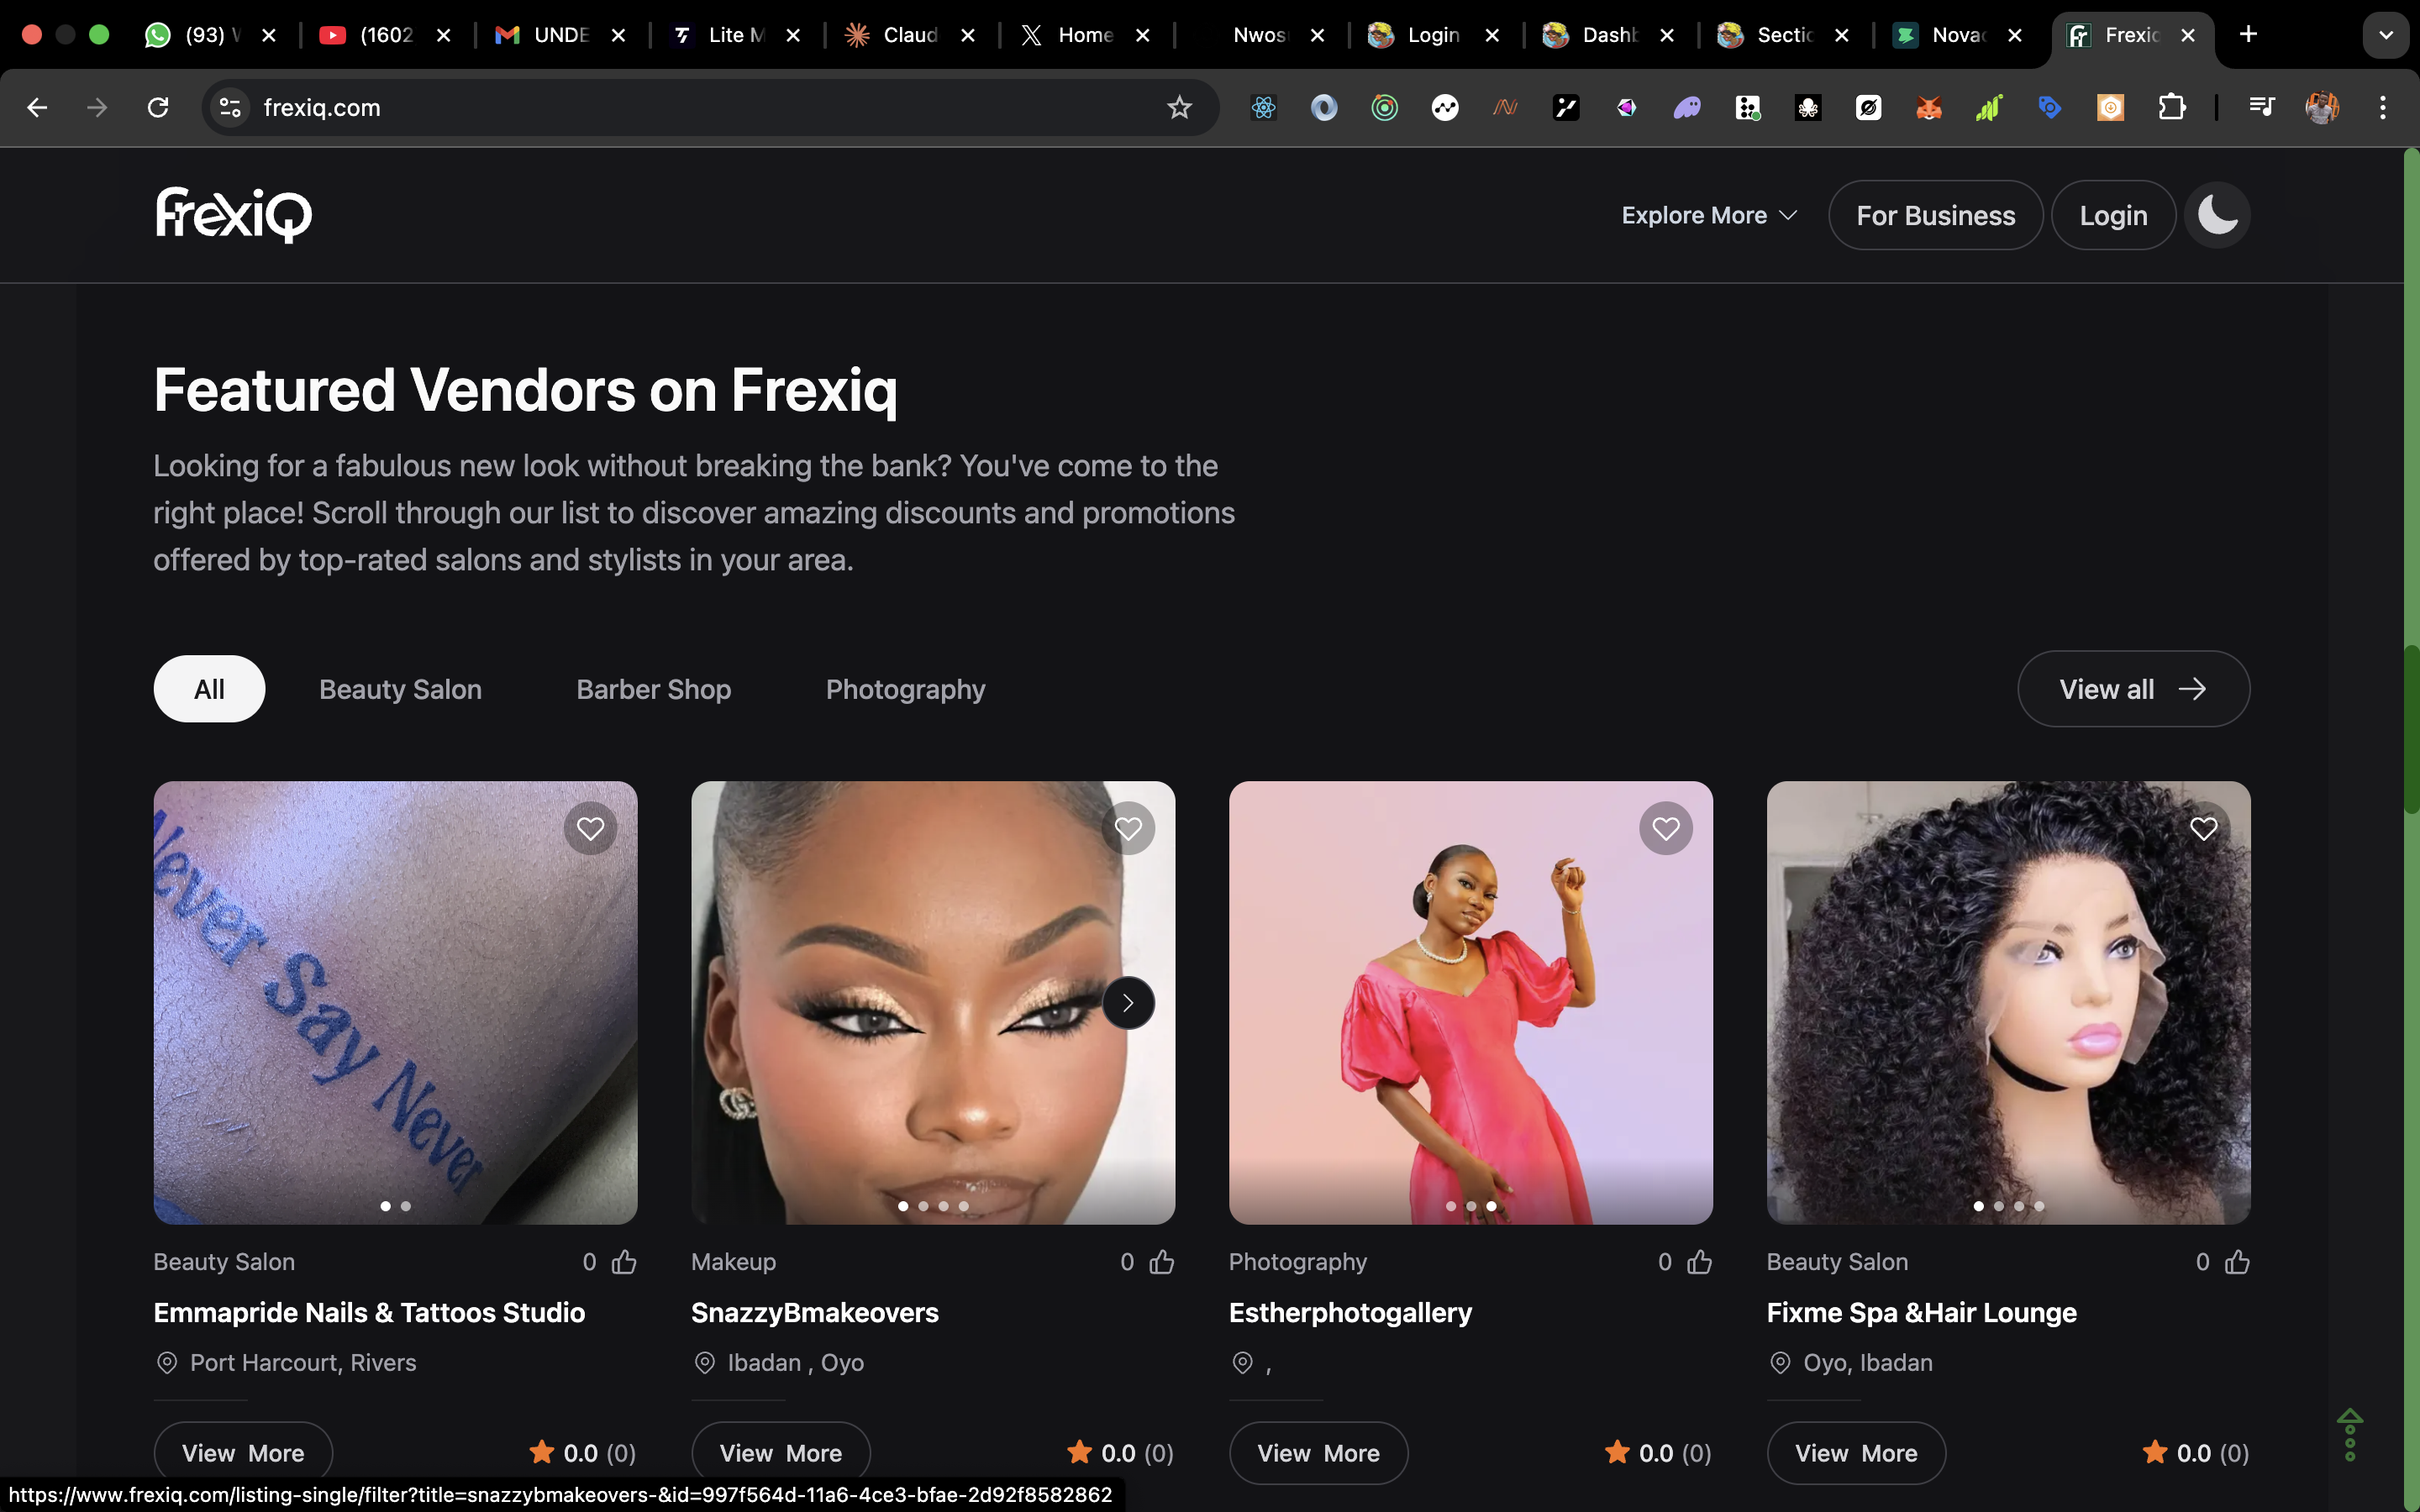 (93) W
(1602
UNDE
Lite M
Claud
Home
Nwos
Login
Dashb
Sectio
Novac
Frexic
frexiq.com
frexiQ
Explore More
For Business
Login
Featured Vendors on Frexiq
Looking for a fabulous new look without breaking the bank? You've come to the
right place! Scroll through our list to discover amazing discounts and promotions
offered by top-rated salons and stylists in your area.
All
Beauty Salon
Barber Shop
Photography
View all
Never Say Never
Beauty Salon
0
Emmapride Nails & Tattoos Studio
Port Harcourt, Rivers
View More
0.0 (0)
Makeup
0
SnazzyBmakeovers
Ibadan , Oyo
View More
0.0 (0)
Photography
0
Estherphotogallery
,
View More
0.0 (0)
Beauty Salon
0
Fixme Spa &Hair Lounge
Oyo, Ibadan
View More
0.0 (0)
https://www.frexiq.com/listing-single/filter?title=snazzybmakeovers-&id=997f564d-11a6-4ce3-bfae-2d92f8582862